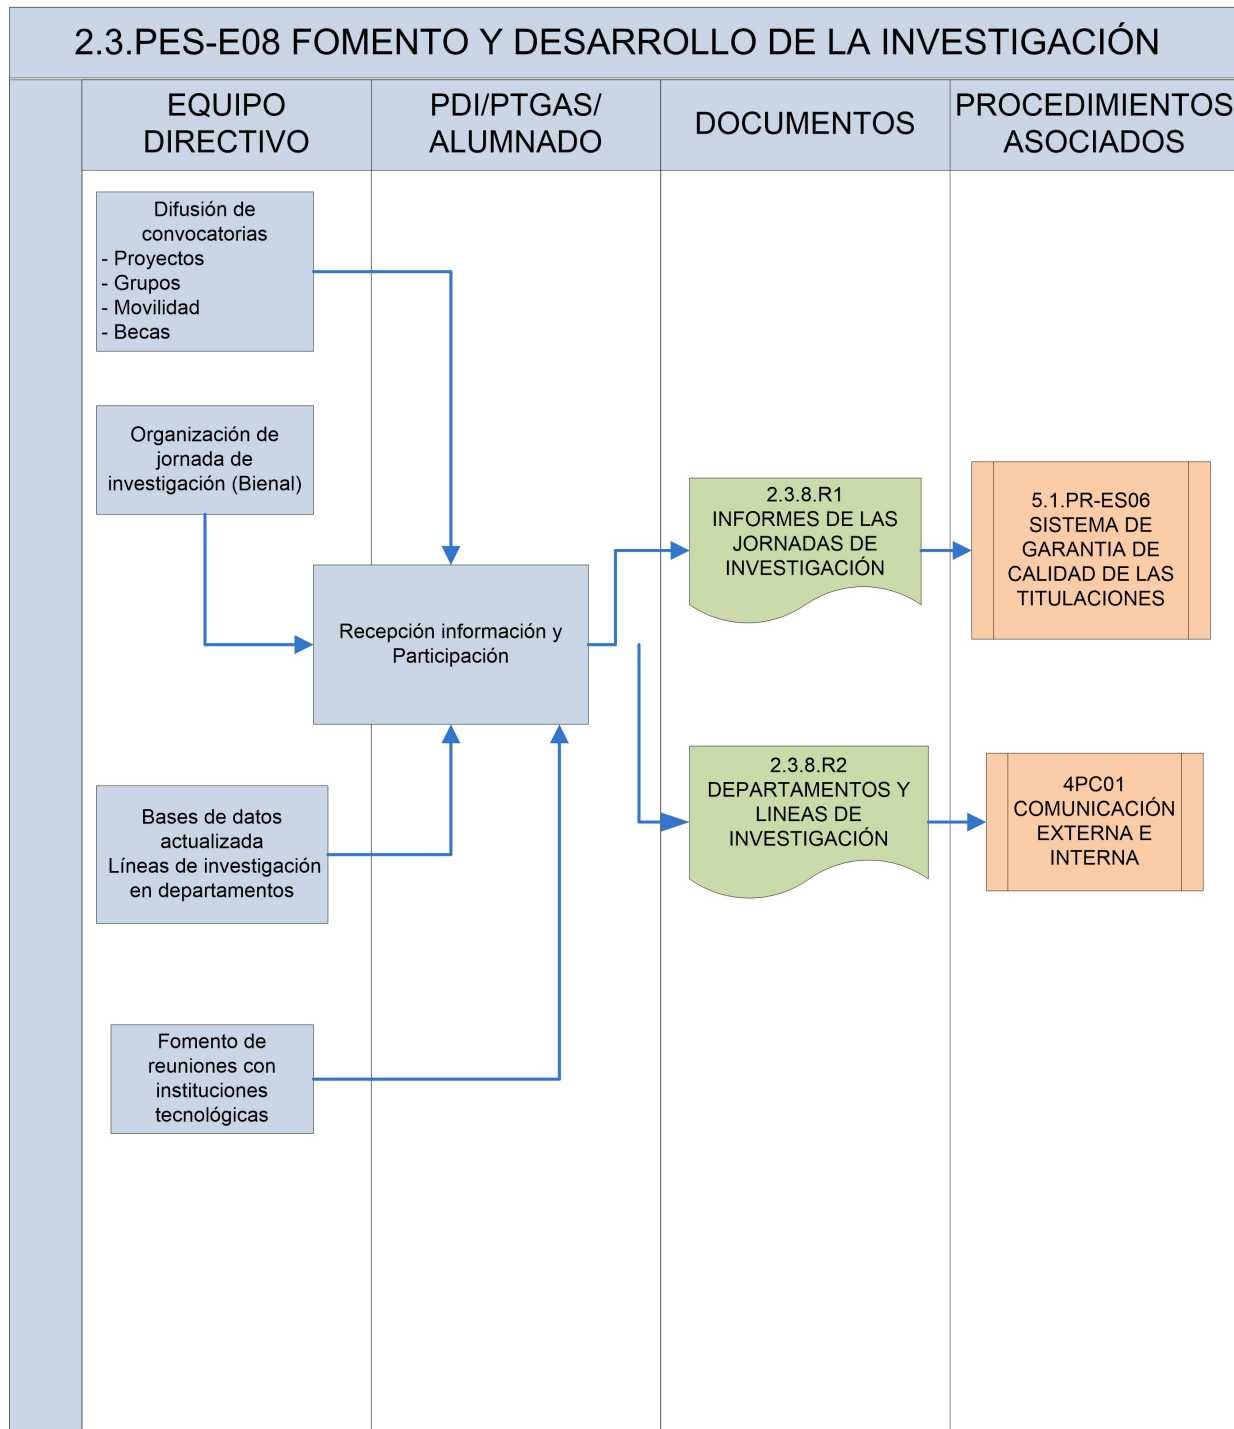 2.3.PES-E08 FOMENTO Y DESARROLLO DE LA INVESTIGACIÓN
EQUIPO
DIRECTIVO
PDI/PTGAS/
ALUMNADO
DOCUMENTOS
PROCEDIMIENTOS
ASOCIADOS
Difusión de
convocatorias
- Proyectos
- Grupos
- Movilidad
- Becas
Organización de
jornada de
investigación (Bienal)
Recepción información y
Participación
2.3.8.R1
INFORMES DE LAS
JORNADAS DE
INVESTIGACIÓN
5.1.PR-ES06
SISTEMA DE
GARANTIA DE
CALIDAD DE LAS
TITULACIONES
Bases de datos
actualizada
Líneas de investigación
en departamentos
2.3.8.R2
DEPARTAMENTOS Y
LINEAS DE
INVESTIGACIÓN
4PC01
COMUNICACIÓN
EXTERNA E
INTERNA
Fomento de
reuniones con
instituciones
tecnológicas